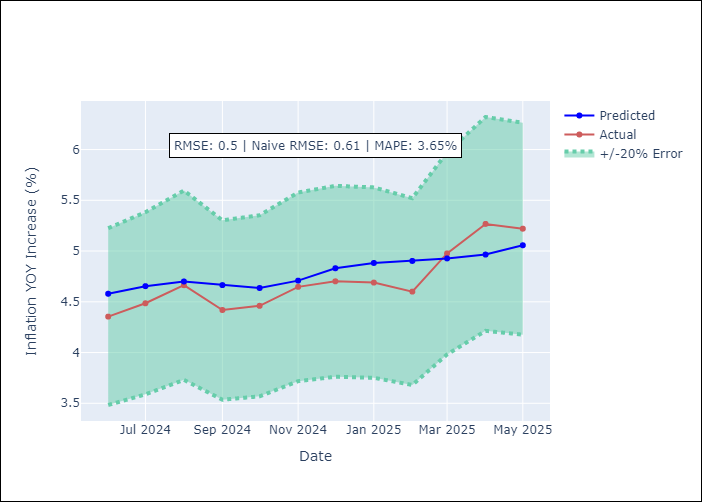 RMSE: 0.5 | Naive RMSE: 0.61 | MAPE: 3.65%
Predicted
Actual
+/-20% Error
Inflation YOY Increase (%)
6
5.5
5
4.5
4
3.5
Jul 2024
Sep 2024
Nov 2024
Jan 2025
Mar 2025
May 2025
Date